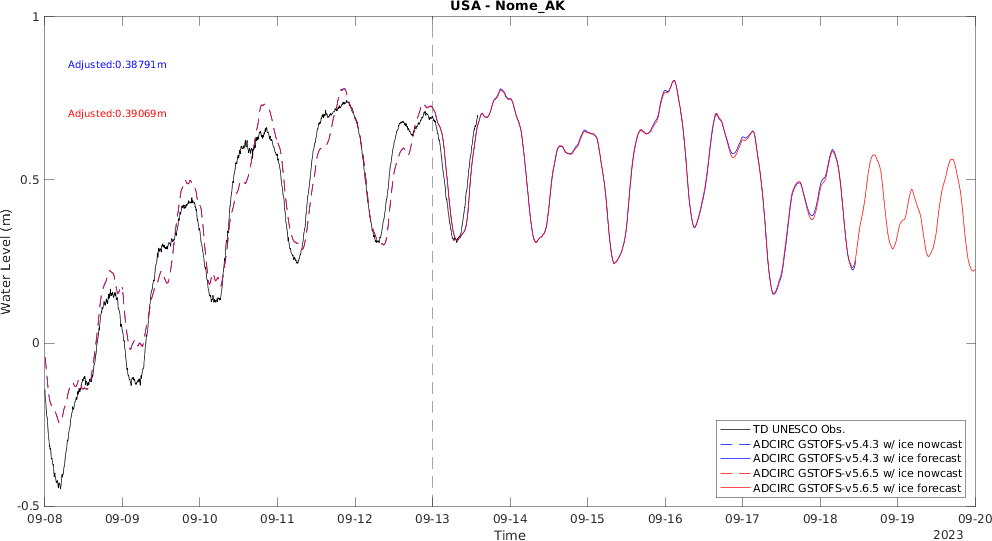 USA - Nome_AK
1
Adjusted:0.38791m
Adjusted:0.39069m
0.5
Water Level (m)
0
-0.5
TD UNESCO Obs.
ADCIRC GSTOFS-v5.4.3 w/ ice nowcast
ADCIRC GSTOFS-v5.4.3 w/ ice forecast
ADCIRC GSTOFS-v5.6.5 w/ ice nowcast
ADCIRC GSTOFS-v5.6.5 w/ ice forecast
09-08 09-09 09-10 09-11 09-12 09-13 09-14 09-15 09-16 09-17 09-18 09-19 09-20
Time
2023